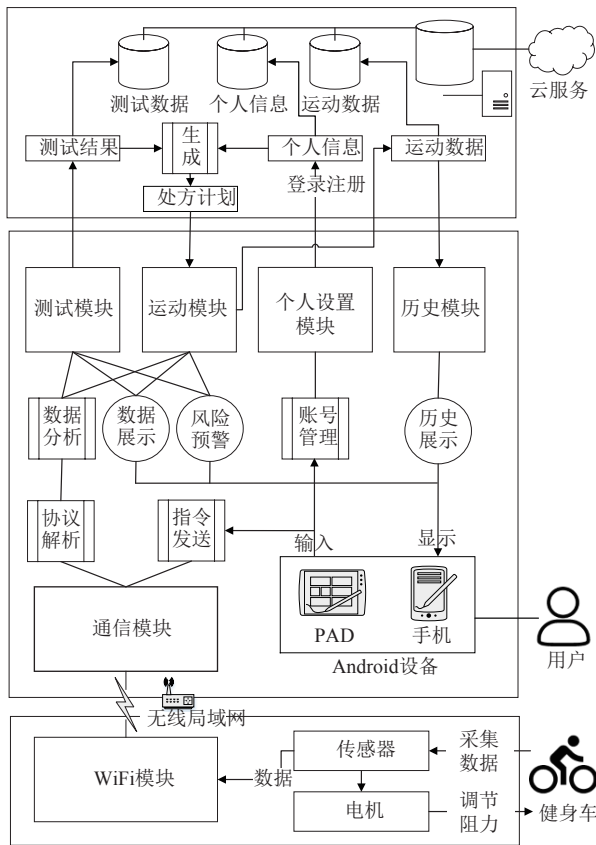 测试数据
个人信息
运动数据
云服务
测试结果
生
成
个人信息
运动数据
处方计划
登录注册
测试模块
运动模块
个人设置
模块
历史模块
数据
分析
数据
展示
风险
预警
账号
管理
历史
展示
协议
解析
指令
发送
输入
显示
通信模块
PAD
手机
Android设备
用户
无线局域网
WiFi模块
数据
传感器
采集
数据
电机
调节
阻力
健身车